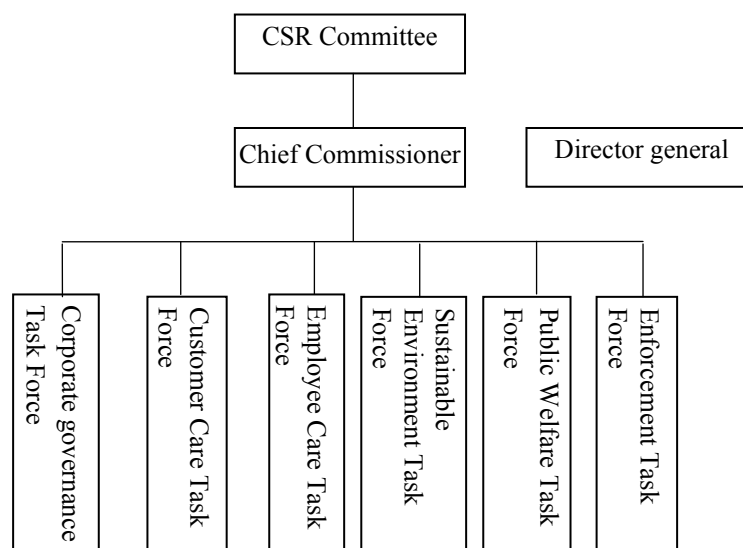 CSR Committee
Chief Commissioner
Director general
Corporate governance
Task Force
Customer Care Task
Force
Employee Care Task
Force
Sustainable
Environment Task
Force
Public Welfare Task
Force
Enforcement Task
Force